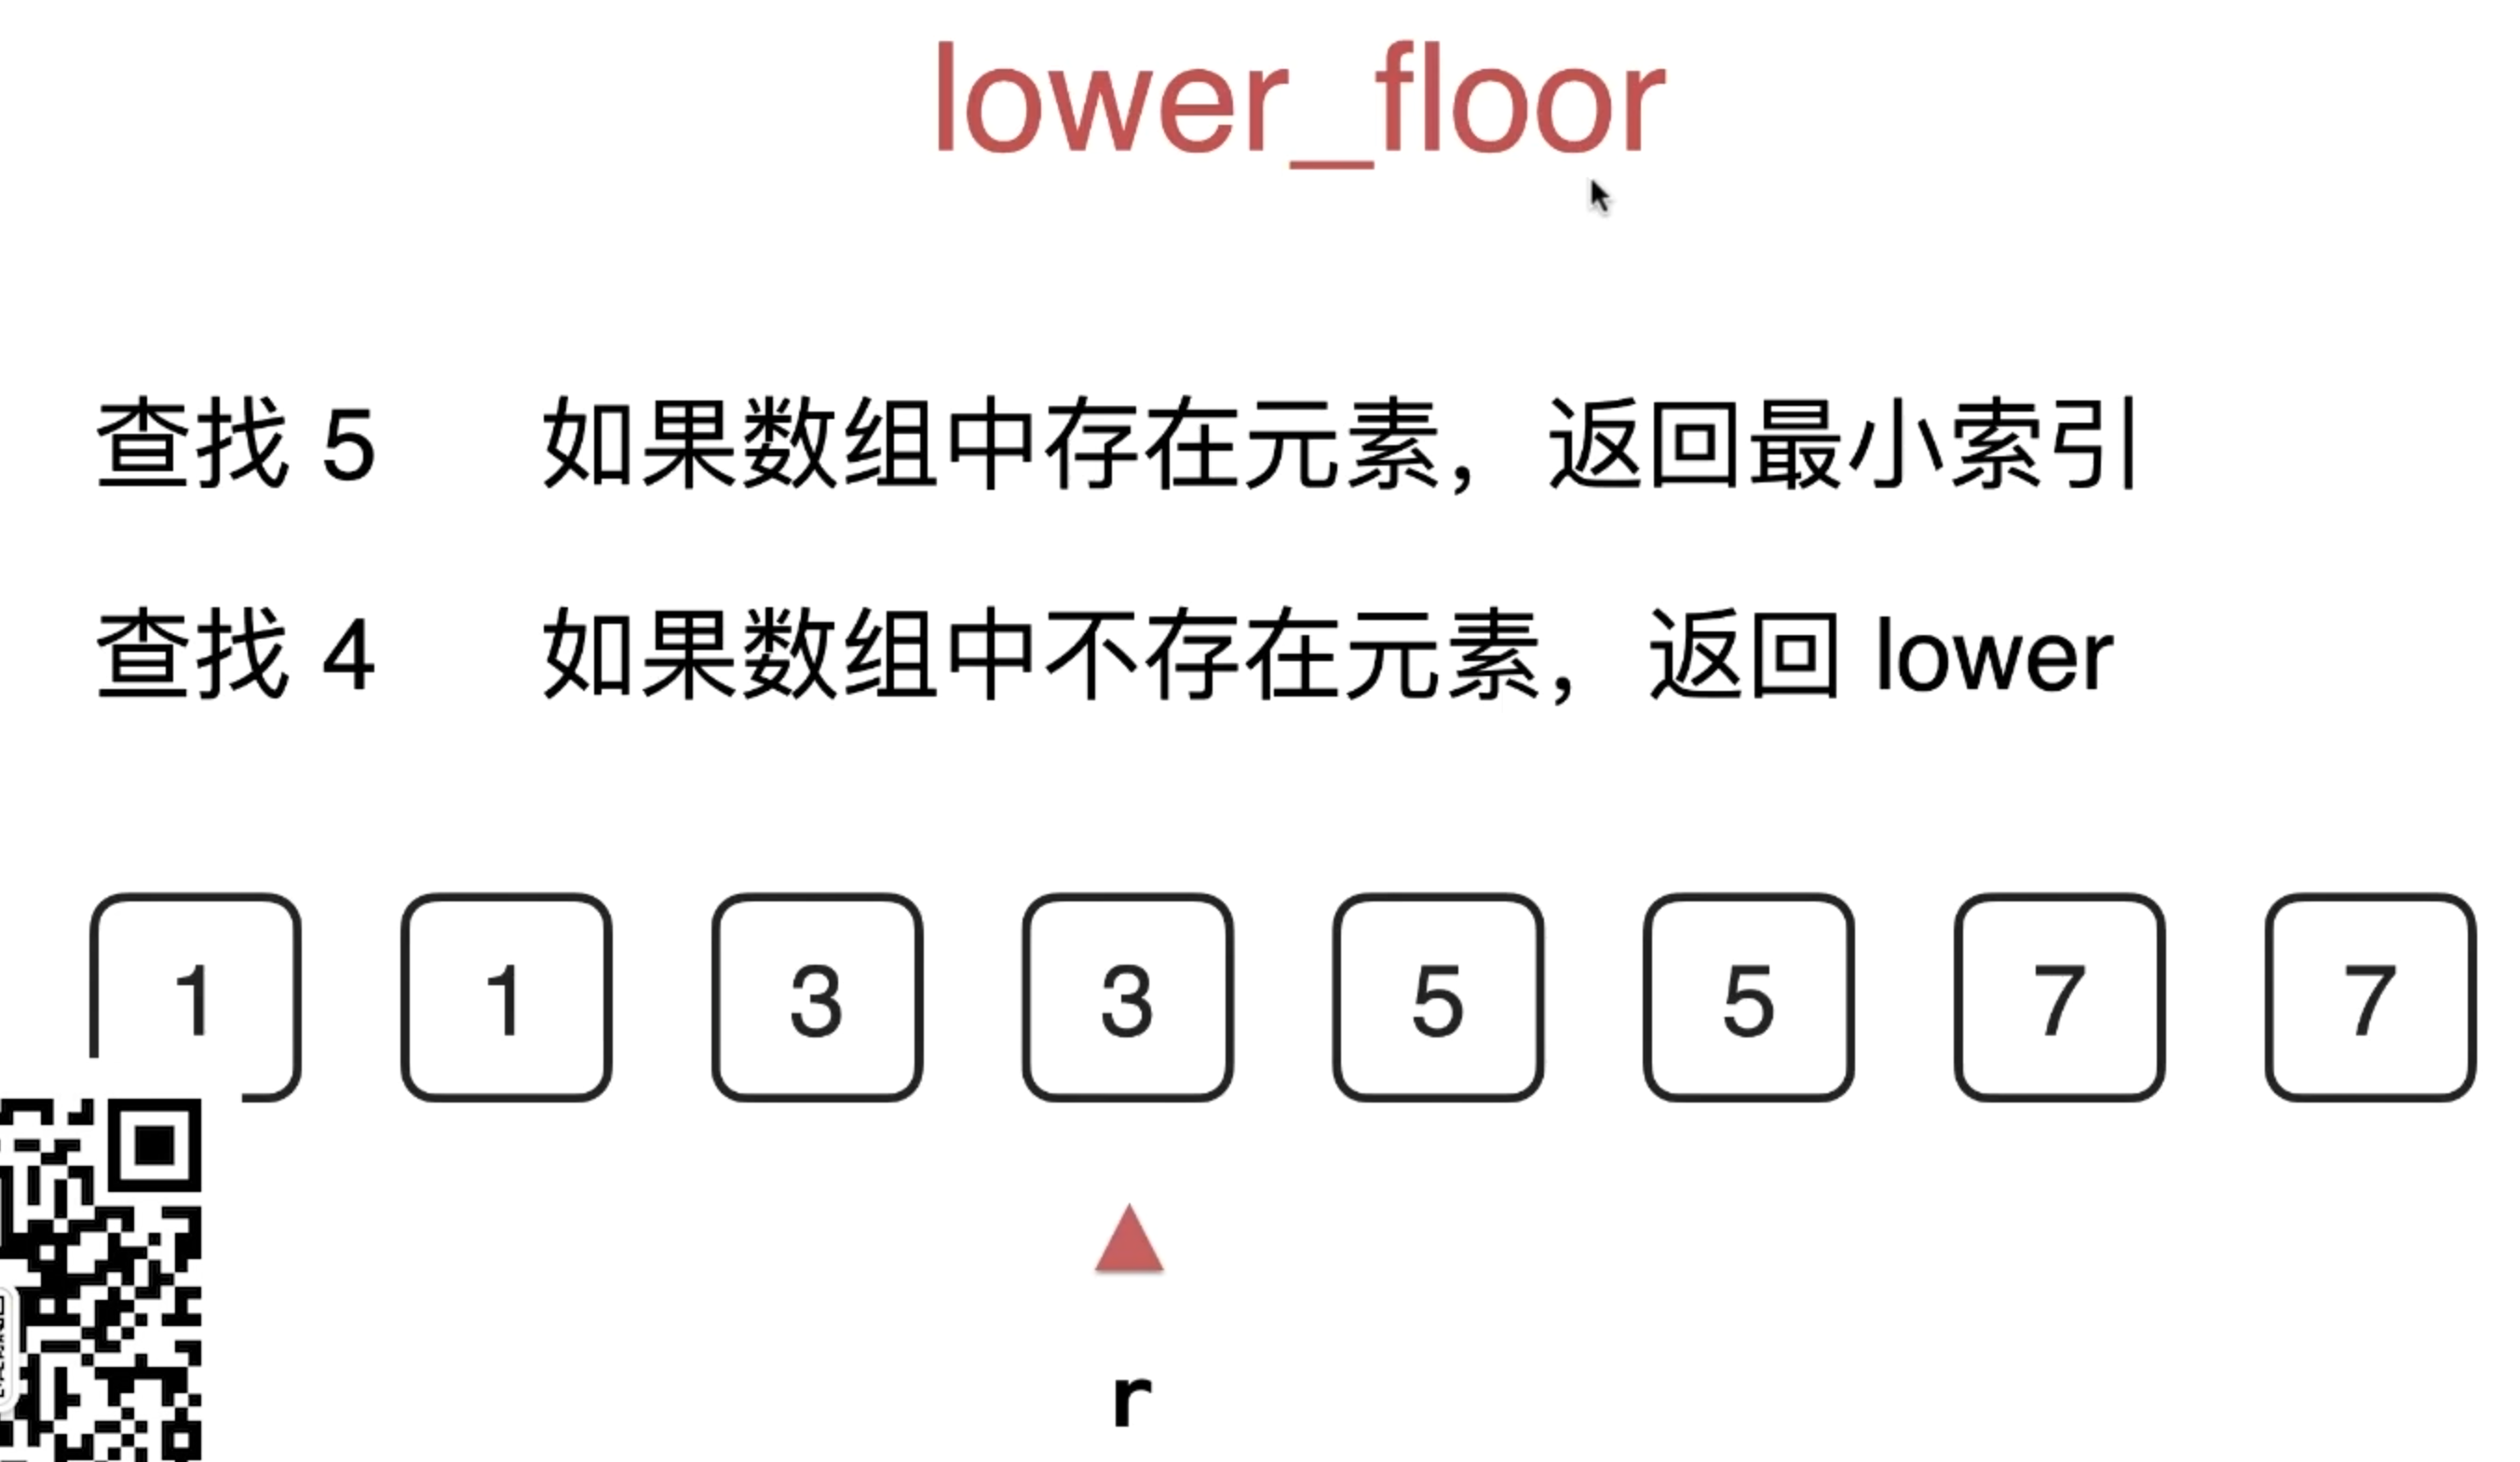 lower_floor
查找 5 如果数组中存在元素，返回最小索引
查找 4 如果数组中不存在元素，返回 lower
1 1 3 3 5 5 7 7
r